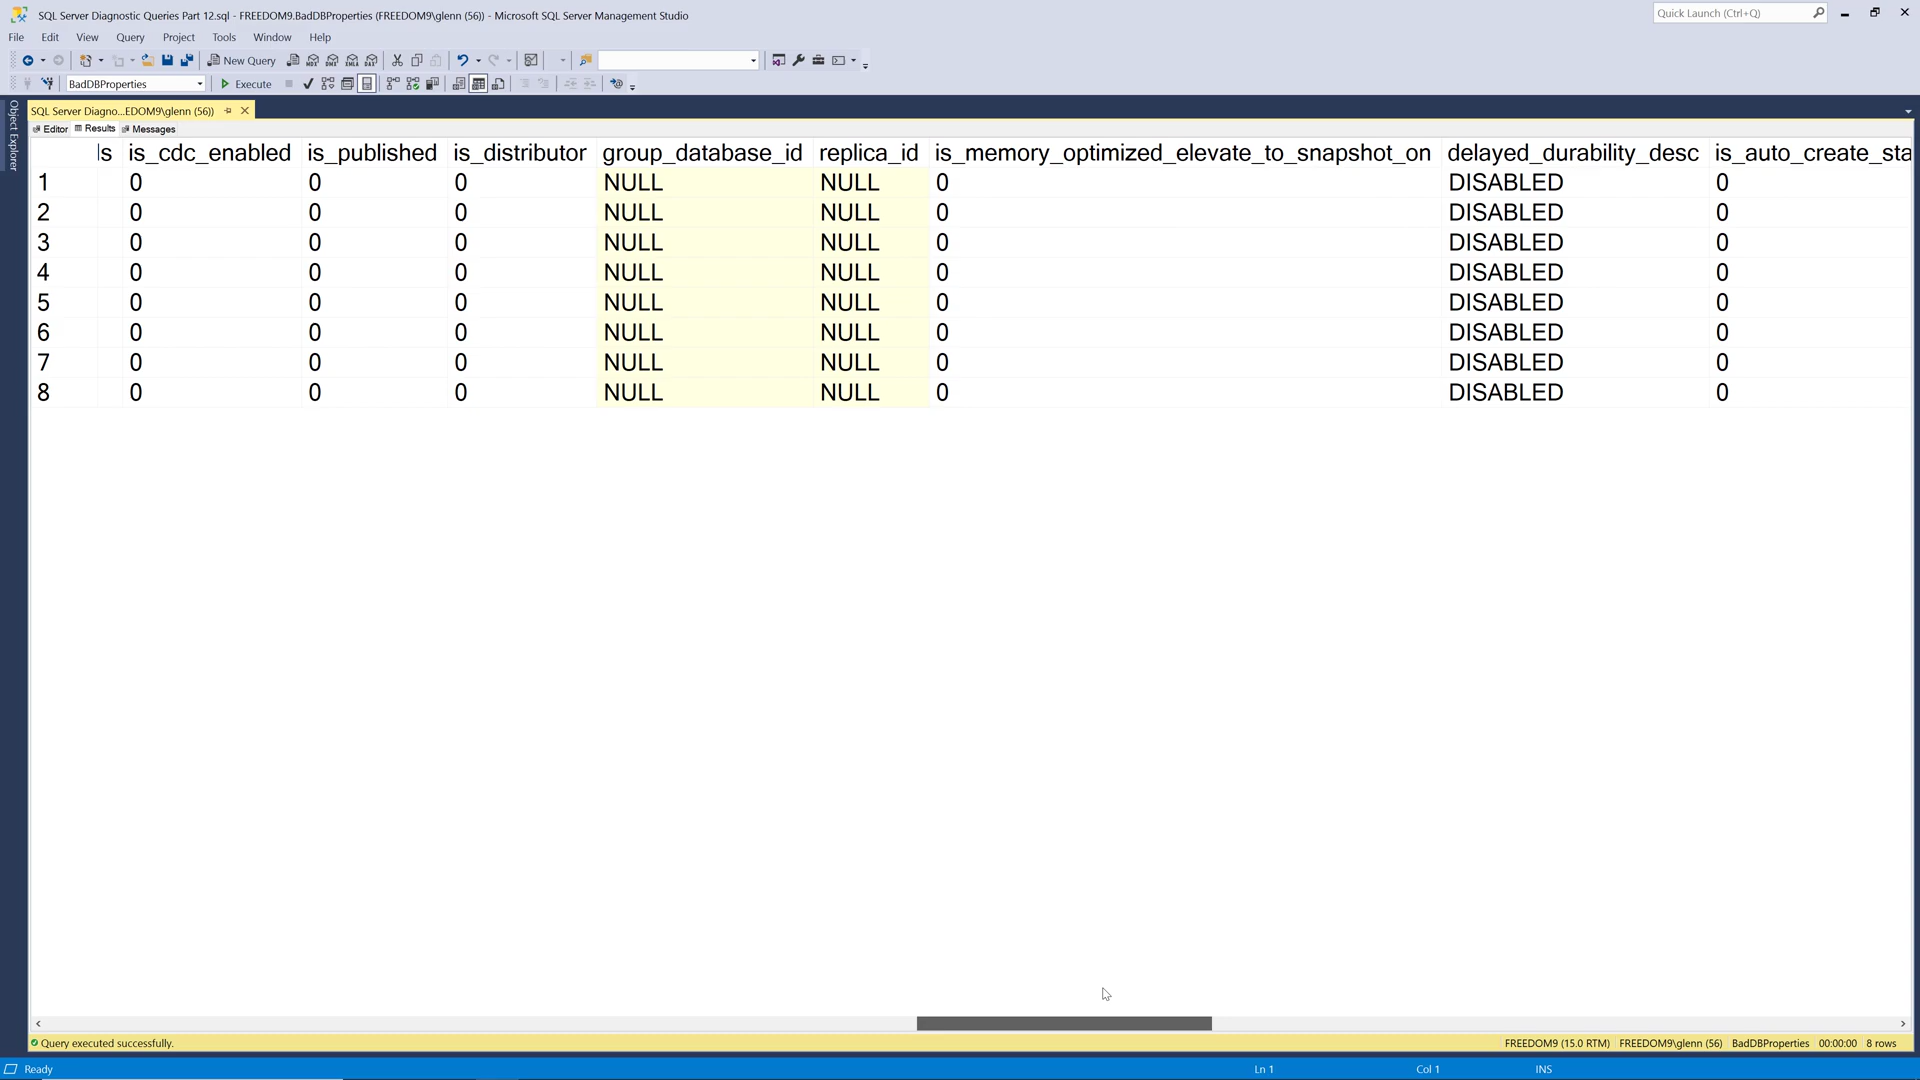 SQL Server Diagnostic Queries Part 12.sql - FREEDOM9.BadDBProperties (FREEDOM9\glenn (56)) - Microsoft SQL Server Management Studio
Quick Launch (Ctrl+Q)
File Edit View Query Project Tools Window Help
New Query
BadDBProperties Execute
Object Explorer
SQL Server Diagno...EDOM9\glenn (56))
Editor Results Messages
ls is_cdc_enabled is_published is_distributor group_database_id replica_id is_memory_optimized_elevate_to_snapshot_on delayed_durability_desc is_auto_create_sta
1 0 0 0 NULL NULL 0 DISABLED 0
2 0 0 0 NULL NULL 0 DISABLED 0
3 0 0 0 NULL NULL 0 DISABLED 0
4 0 0 0 NULL NULL 0 DISABLED 0
5 0 0 0 NULL NULL 0 DISABLED 0
6 0 0 0 NULL NULL 0 DISABLED 0
7 0 0 0 NULL NULL 0 DISABLED 0
8 0 0 0 NULL NULL 0 DISABLED 0
Query executed successfully. FREEDOM9 (15.0 RTM) FREEDOM9\glenn (56) BadDBProperties 00:00:00 8 rows
Ready Ln 1 Col 1 INS